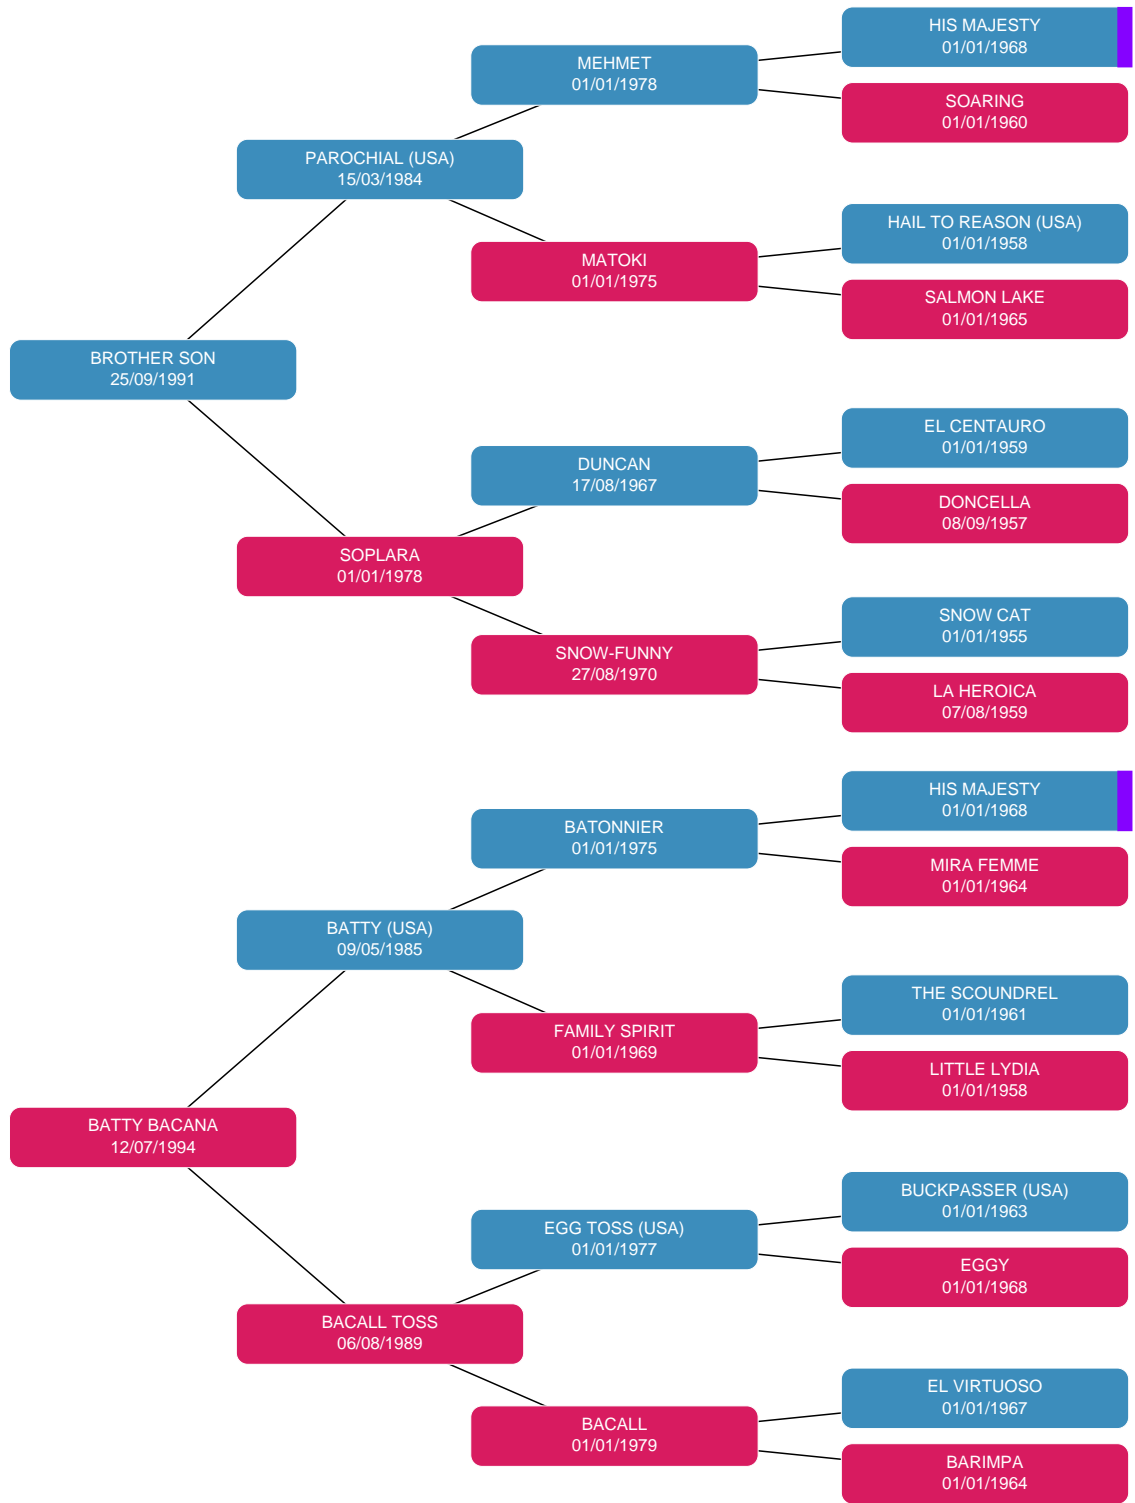 HIS MAJESTY
01/01/1968
MEHMET
01/01/1978
SOARING
01/01/1960
PAROCHIAL (USA)
15/03/1984
HAIL TO REASON (USA)
01/01/1958
MATOKI
01/01/1975
SALMON LAKE
01/01/1965
BROTHER SON
25/09/1991
EL CENTAURO
01/01/1959
DUNCAN
17/08/1967
DONCELLA
08/09/1957
SOPLARA
01/01/1978
SNOW CAT
01/01/1955
SNOW-FUNNY
27/08/1970
LA HEROICA
07/08/1959
HIS MAJESTY
01/01/1968
BATONNIER
01/01/1975
MIRA FEMME
01/01/1964
BATTY (USA)
09/05/1985
THE SCOUNDREL
01/01/1961
FAMILY SPIRIT
01/01/1969
LITTLE LYDIA
01/01/1958
BATTY BACANA
12/07/1994
BUCKPASSER (USA)
01/01/1963
EGG TOSS (USA)
01/01/1977
EGGY
01/01/1968
BACALL TOSS
06/08/1989
EL VIRTUOSO
01/01/1967
BACALL
01/01/1979
BARIMPA
01/01/1964